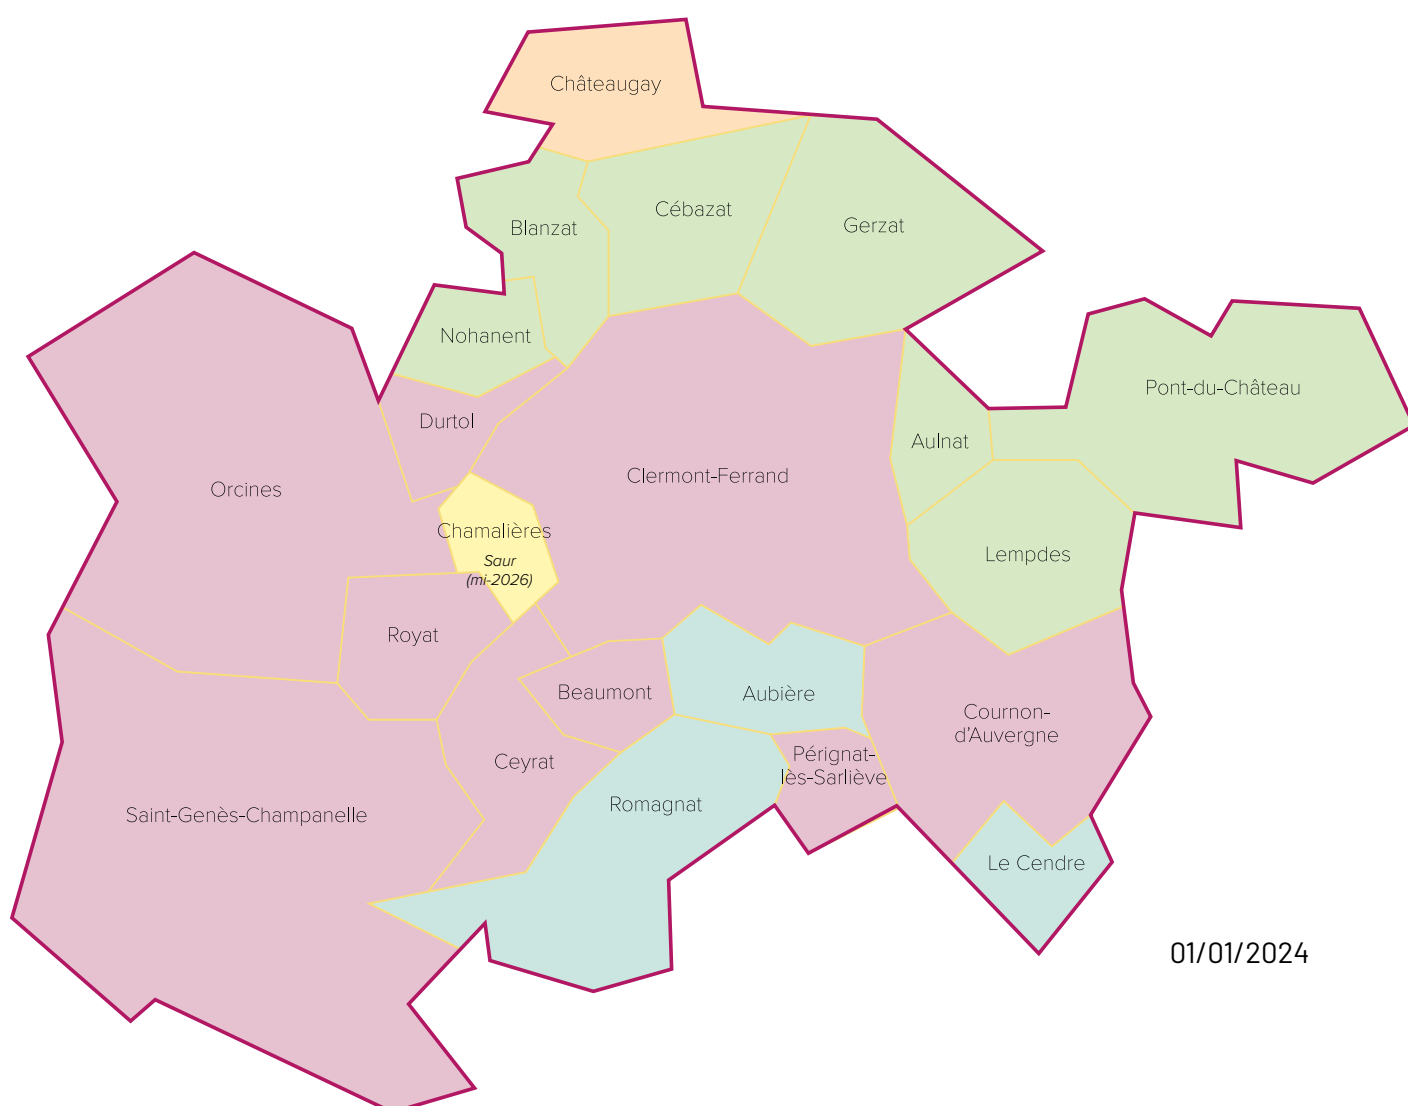 Châteaugay
Cébazat
Blanzat
Gerzat
Nohanent
Pont-du-Château
Durtol
Aulnat
Clermont-Ferrand
Orcines
Chamalières
Saur
(mi-2026)
Lempdes
Royat
Beaumont
Aubière
Cournon-
d'Auvergne
Ceyrat
Pérignat-
lès-Sarliève
Romagnat
Saint-Genès-Champanelle
Le Cendre
01/01/2024